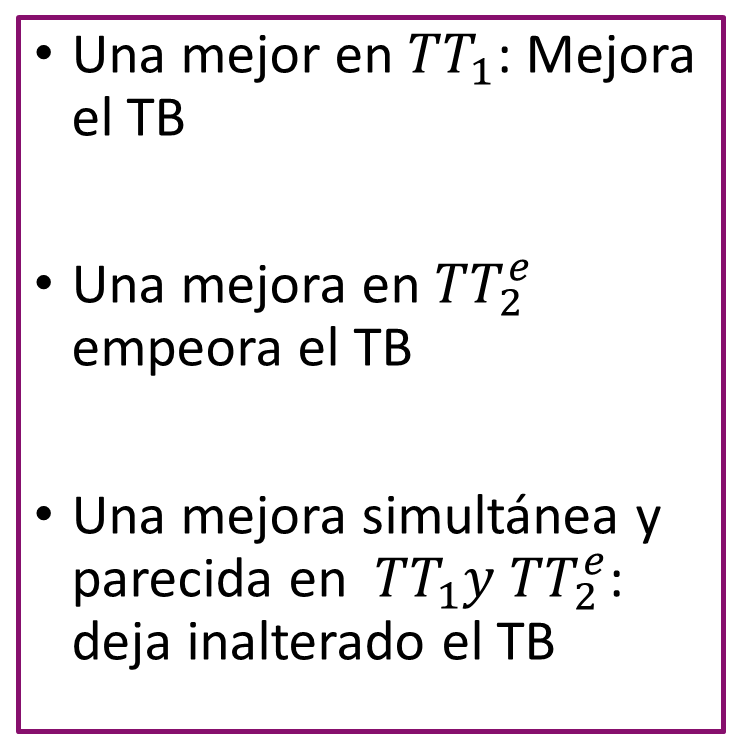 • Una mejor en TT₁: Mejora
el TB
• Una mejora en TT₂ᵉ
empeora el TB
• Una mejora simultánea y
parecida en TT₁ y TT₂ᵉ:
deja inalterado el TB